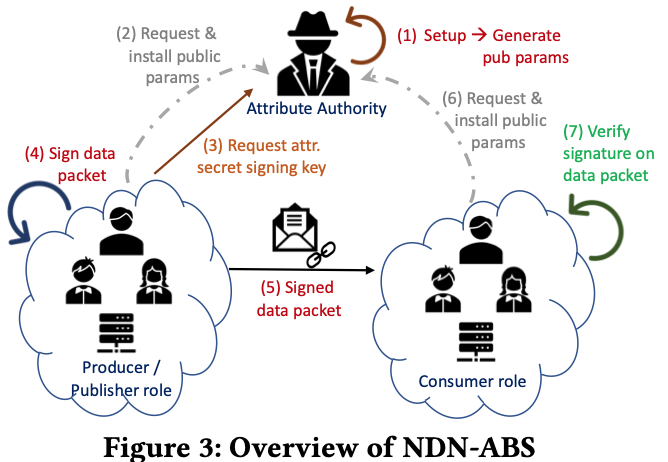 (1) Setup → Generate
pub params
(2) Request &
install public
params
Attribute Authority
(3) Request attr.
secret signing key
(4) Sign data
packet
(5) Signed
data packet
(6) Request &
install public
params
(7) Verify
signature on
data packet
Producer /
Publisher role
Consumer role
Figure 3: Overview of NDN-ABS